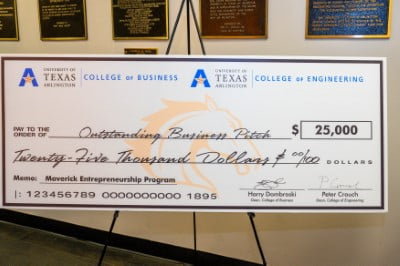 UNIVERSITY OF
TEXAS
ARLINGTON
COLLEGE OF BUSINESS
UNIVERSITY OF
TEXAS
ARLINGTON
COLLEGE OF ENGINEERING
PAY TO THE
ORDER OF
Outstanding Business Pitch
$ 25,000
Twenty-Five Thousand Dollars & 00/100 DOLLARS
Memo: Maverick Entrepreneurship Program
Harry Dombroski
Dean, College of Business
Peter Crouch
Dean, College of Engineering
|: 123456789 0000000000 1895